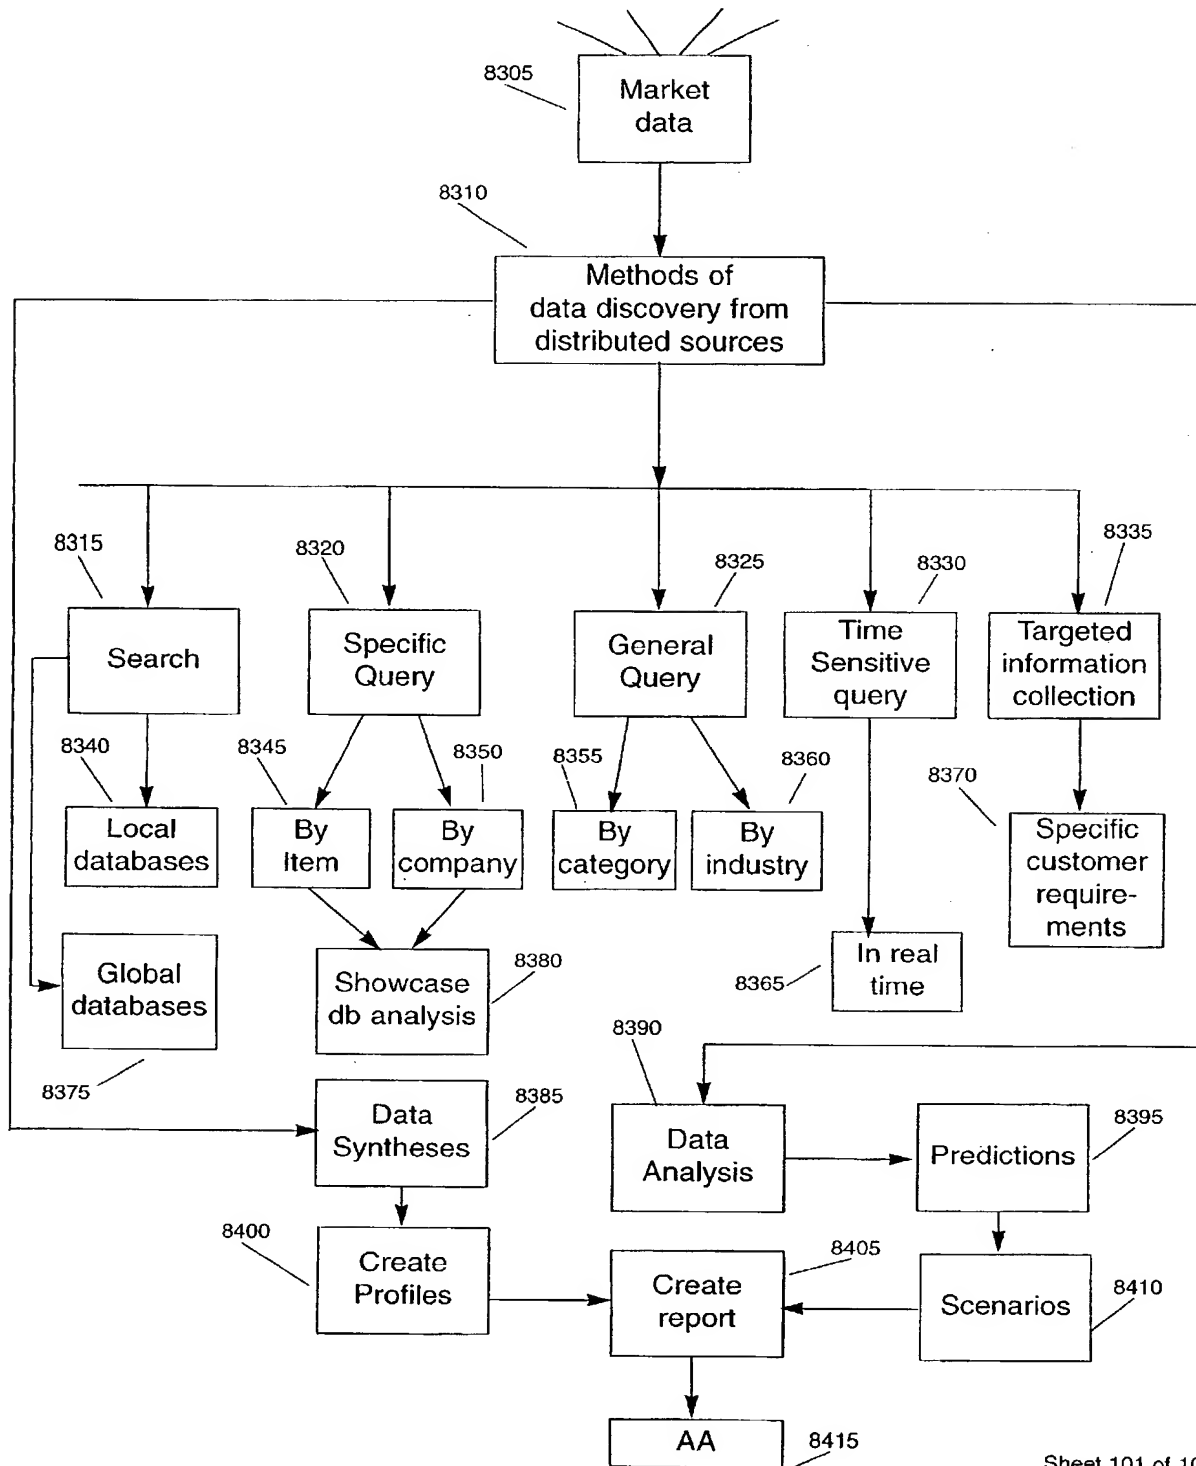 8305
Market
data
8310
Methods of
data discovery from
distributed sources
8315
8320
8325
8330
8335
Search
Specific
Query
General
Query
Time
Sensitive
query
Targeted
information
collection
8340
8345
8350
8355
8360
8370
Local
databases
By
Item
By
company
By
category
By
industry
Specific
customer
require-
ments
Global
databases
8375
Showcase
db analysis
8380
In real
time
8365
8390
Data
Syntheses
8385
Data
Analysis
Predictions
8395
8400
Create
Profiles
Create
report
8405
Scenarios
8410
AA
8415
Sheet 101 of 10